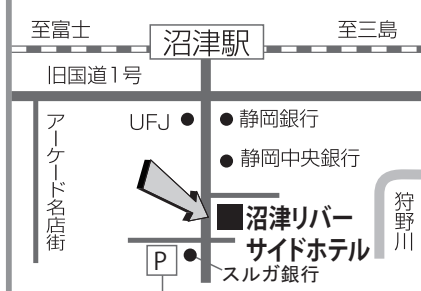 至富士
至三島
沼津駅
旧国道1号
UFJ
静岡銀行
静岡中央銀行
アーケード名店街
沼津リバー
サイドホテル
狩野川
P
スルガ銀行